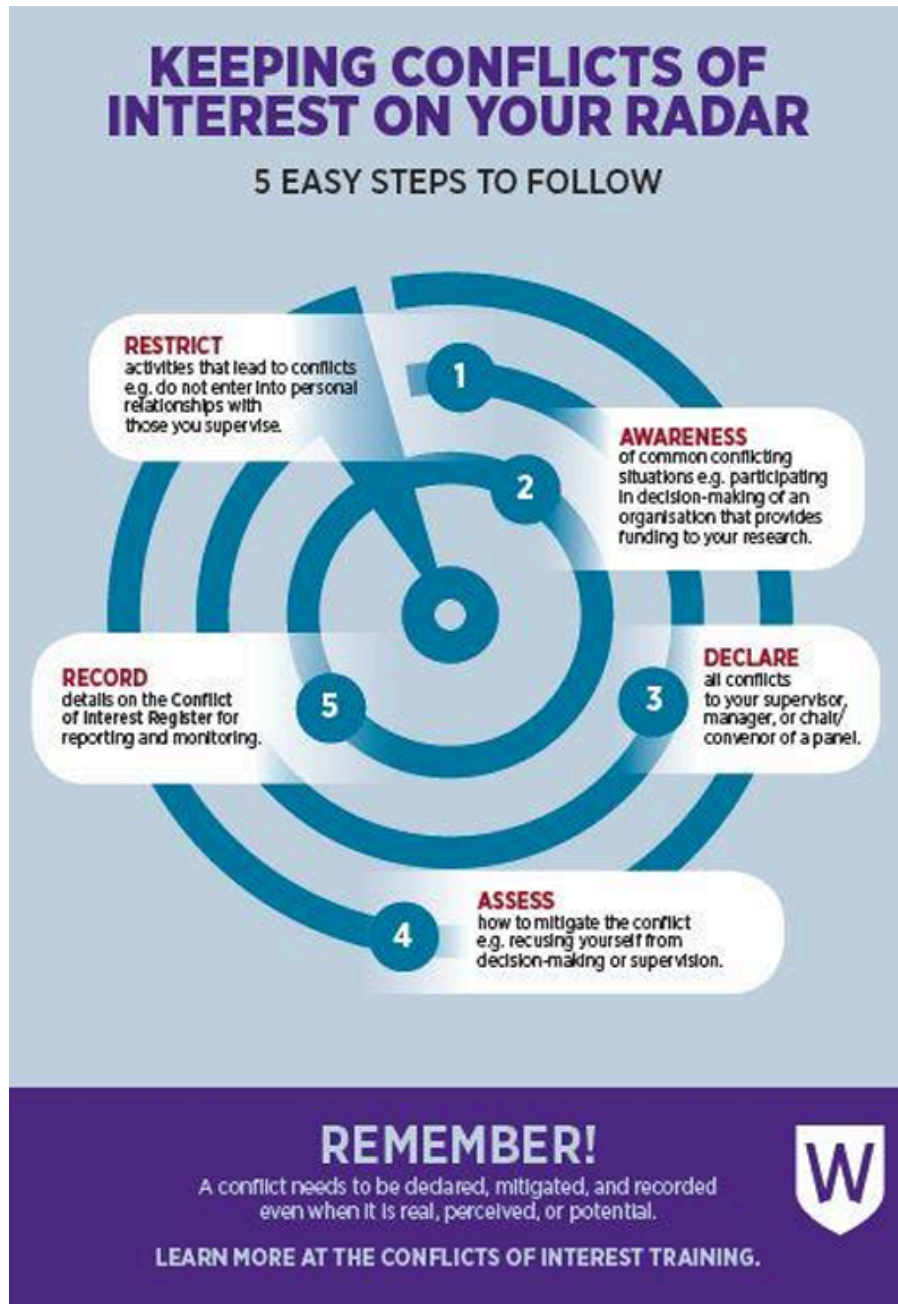 KEEPING CONFLICTS OF
INTEREST ON YOUR RADAR
5 EASY STEPS TO FOLLOW
1
RESTRICT
activities that lead to conflicts
e.g. do not enter into personal
relationships with
those you supervise.
2
AWARENESS
of common conflicting
situations e.g. participating
in decision-making of an
organisation that provides
funding to your research.
3
DECLARE
all conflicts
to your supervisor,
manager, or chair/
convenor of a panel.
4
ASSESS
how to mitigate the conflict
e.g. recusing yourself from
decision-making or supervision.
5
RECORD
details on the Conflict
of Interest Register for
reporting and monitoring.
REMEMBER!
A conflict needs to be declared, mitigated, and recorded
even when it is real, perceived, or potential.
LEARN MORE AT THE CONFLICTS OF INTEREST TRAINING.
W